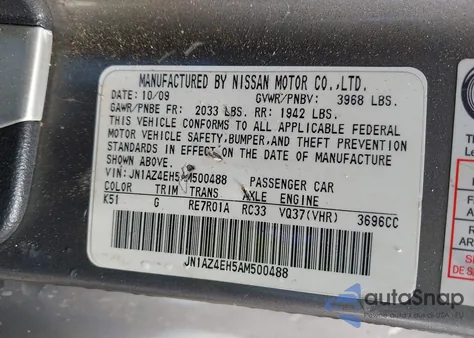 MANUFACTURED BY NISSAN MOTOR CO.,LTD.
DATE: 10/09 GVWR/PNBV: 3968 LBS.
GAWR/PNBE FR: 2033 LBS. RR: 1942 LBS.
THIS VEHICLE CONFORMS TO ALL APPLICABLE FEDERAL
MOTOR VEHICLE SAFETY,BUMPER,AND THEFT PREVENTION
STANDARDS IN EFFECT ON THE DATE OF MANUFACTURE
SHOWN ABOVE.
VIN: JN1AZ4EH5AM500488 PASSENGER CAR
COLOR TRIM TRANS AXLE ENGINE
K51 G RE7R01A RC33 VQ37(VHR) 3696CC
JN1AZ4EH5AM500488
autoSnap